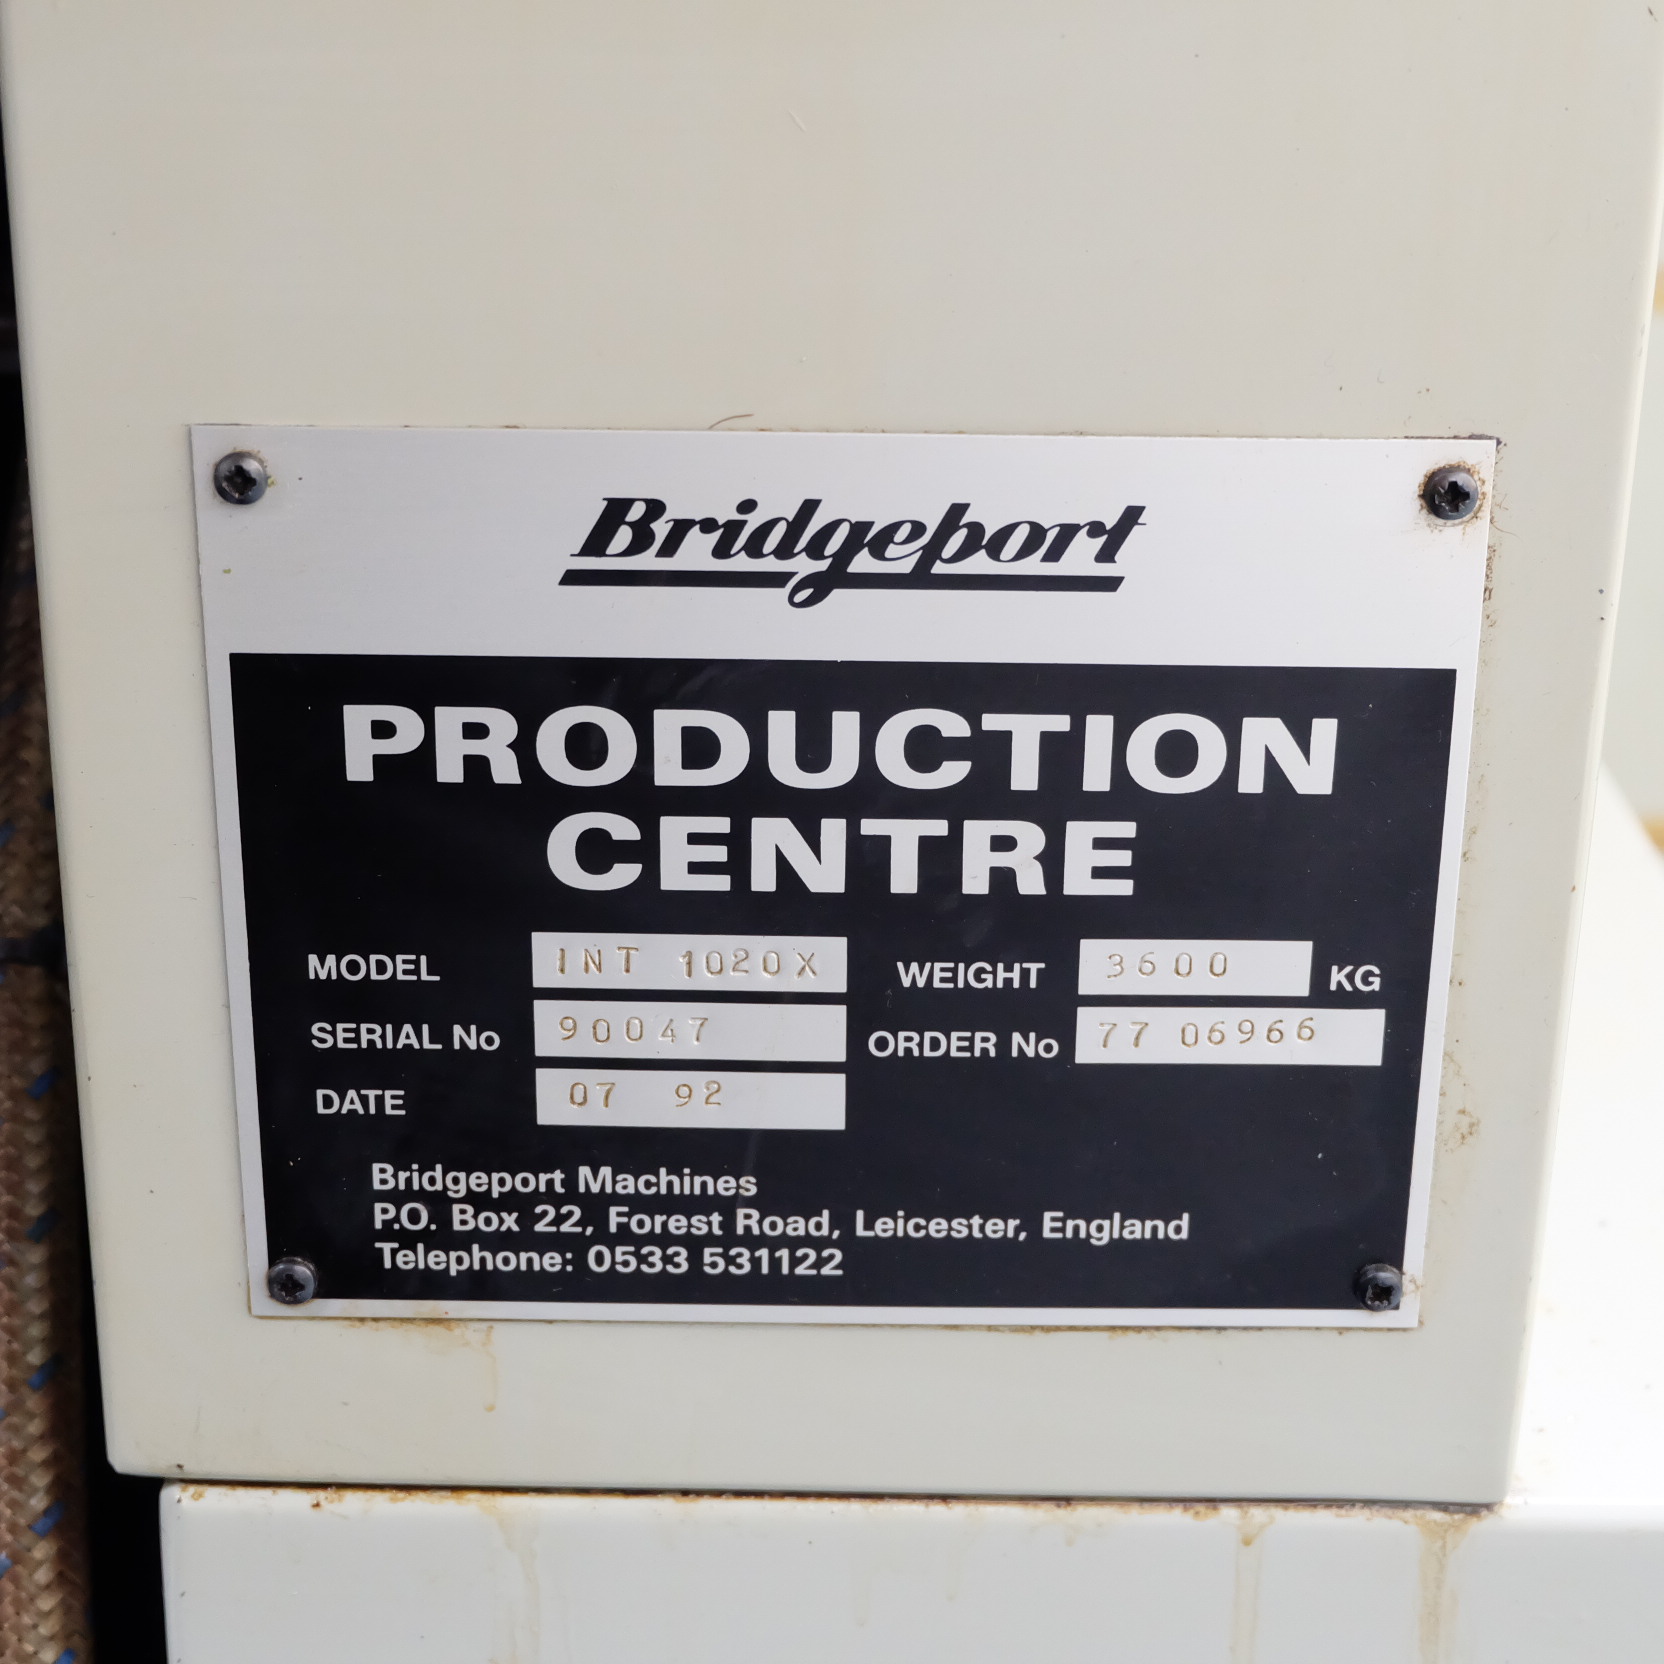 Bridgeport
PRODUCTION
CENTRE
MODEL INT 1020X WEIGHT 3600 KG
SERIAL No 90047 ORDER No 77 06966
DATE 07 92
Bridgeport Machines
P.O. Box 22, Forest Road, Leicester, England
Telephone: 0533 531122